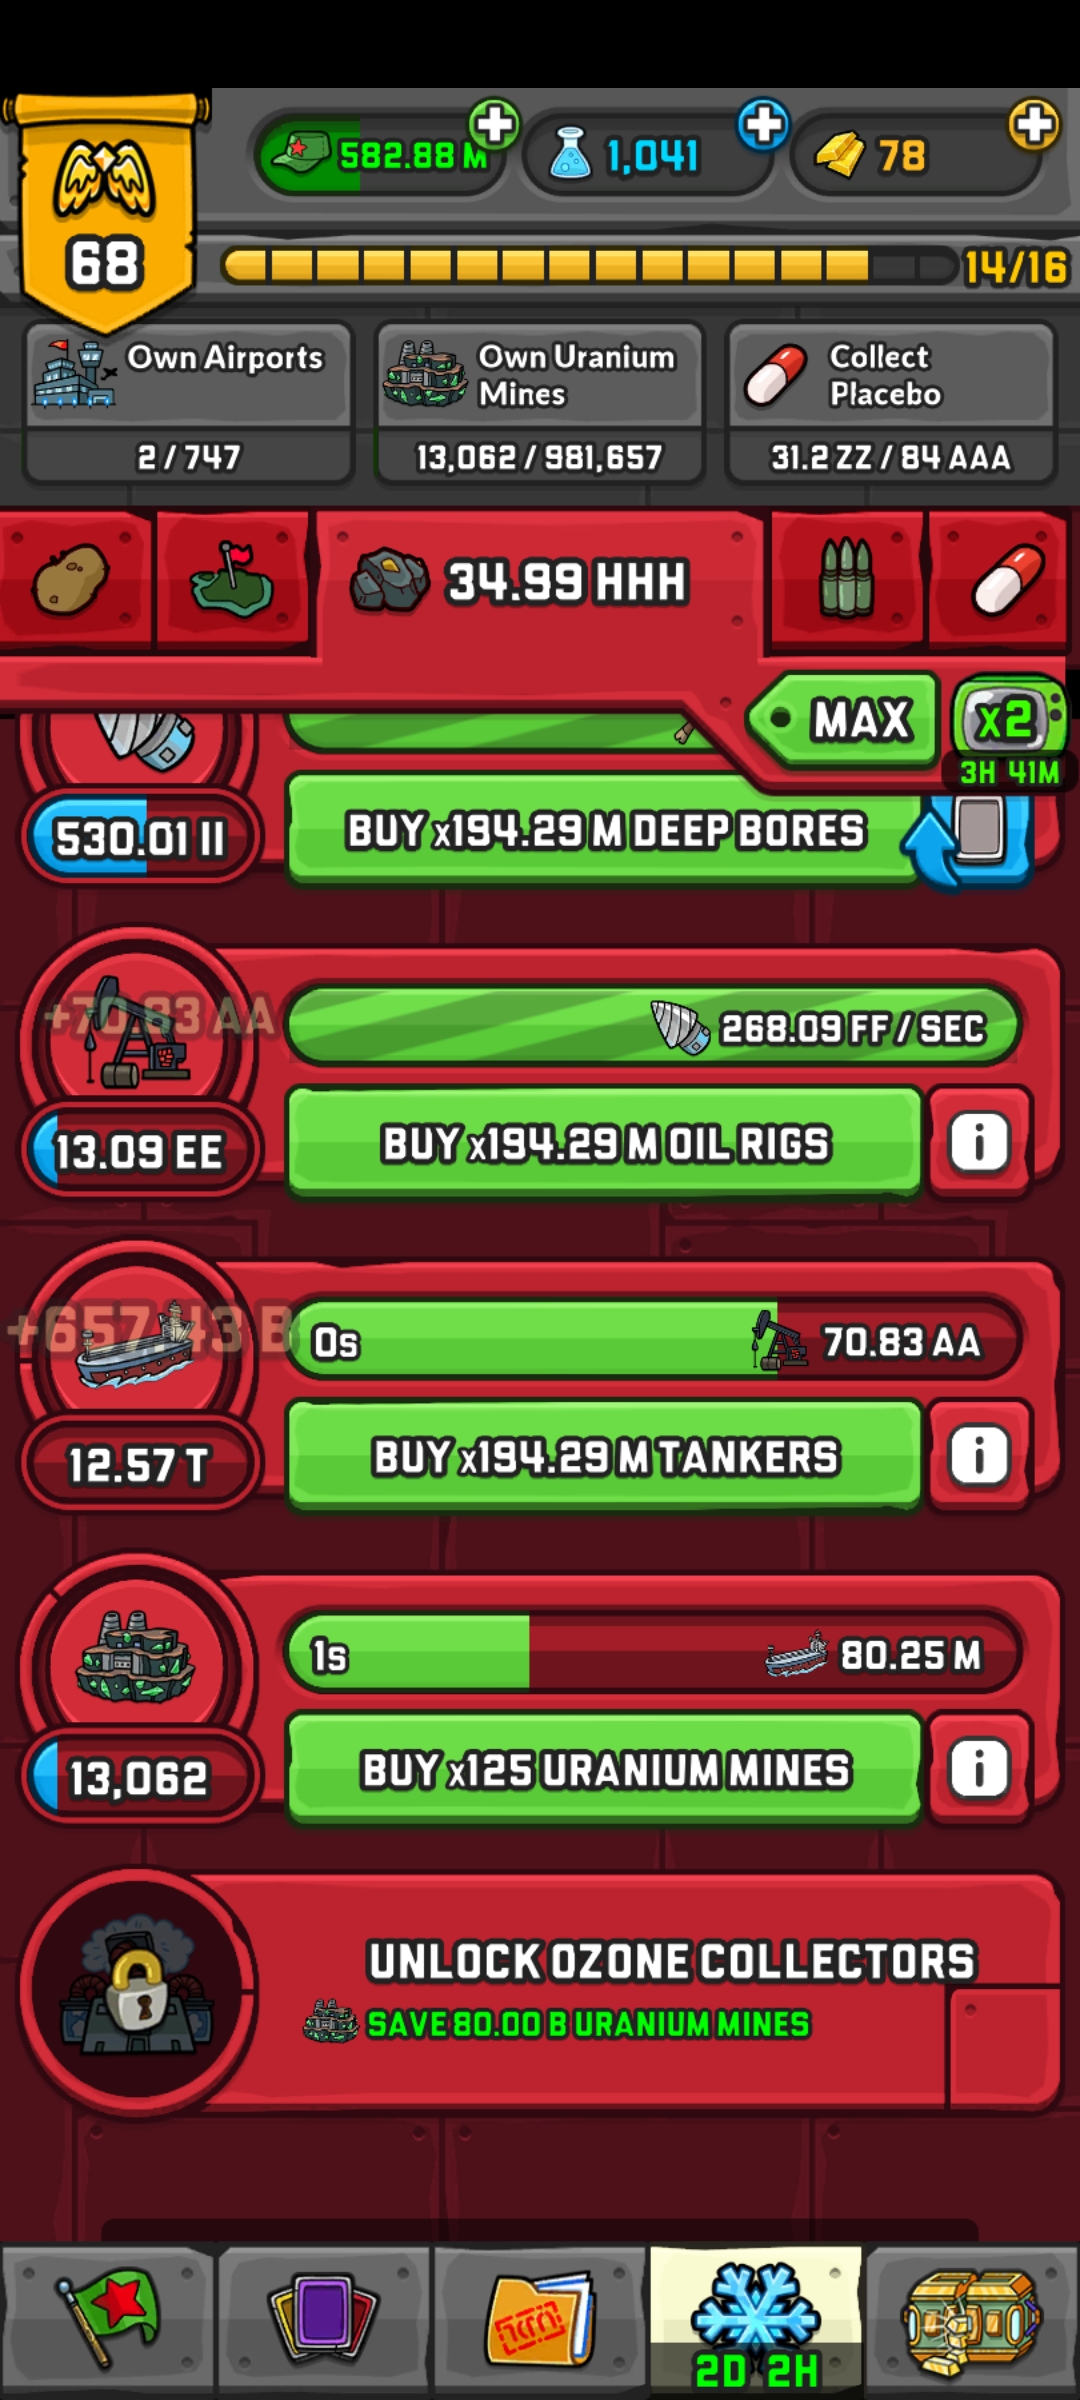 582.88 M
1,041
78
68
14/16
Own Airports
2 / 747
Own Uranium
Mines
13,062 / 981,657
Collect
Placebo
31.2 ZZ / 84 AAA
34.99 HHH
MAX
x2
3H 41M
530.01 II
BUY x194.29 M DEEP BORES
+70.83 AA
268.09 FF / SEC
13.09 EE
BUY x194.29 M OIL RIGS
+657.43 B
0s
70.83 AA
12.57 T
BUY x194.29 M TANKERS
1s
80.25 M
13,062
BUY x125 URANIUM MINES
UNLOCK OZONE COLLECTORS
SAVE 80.00 B URANIUM MINES
2D 2H